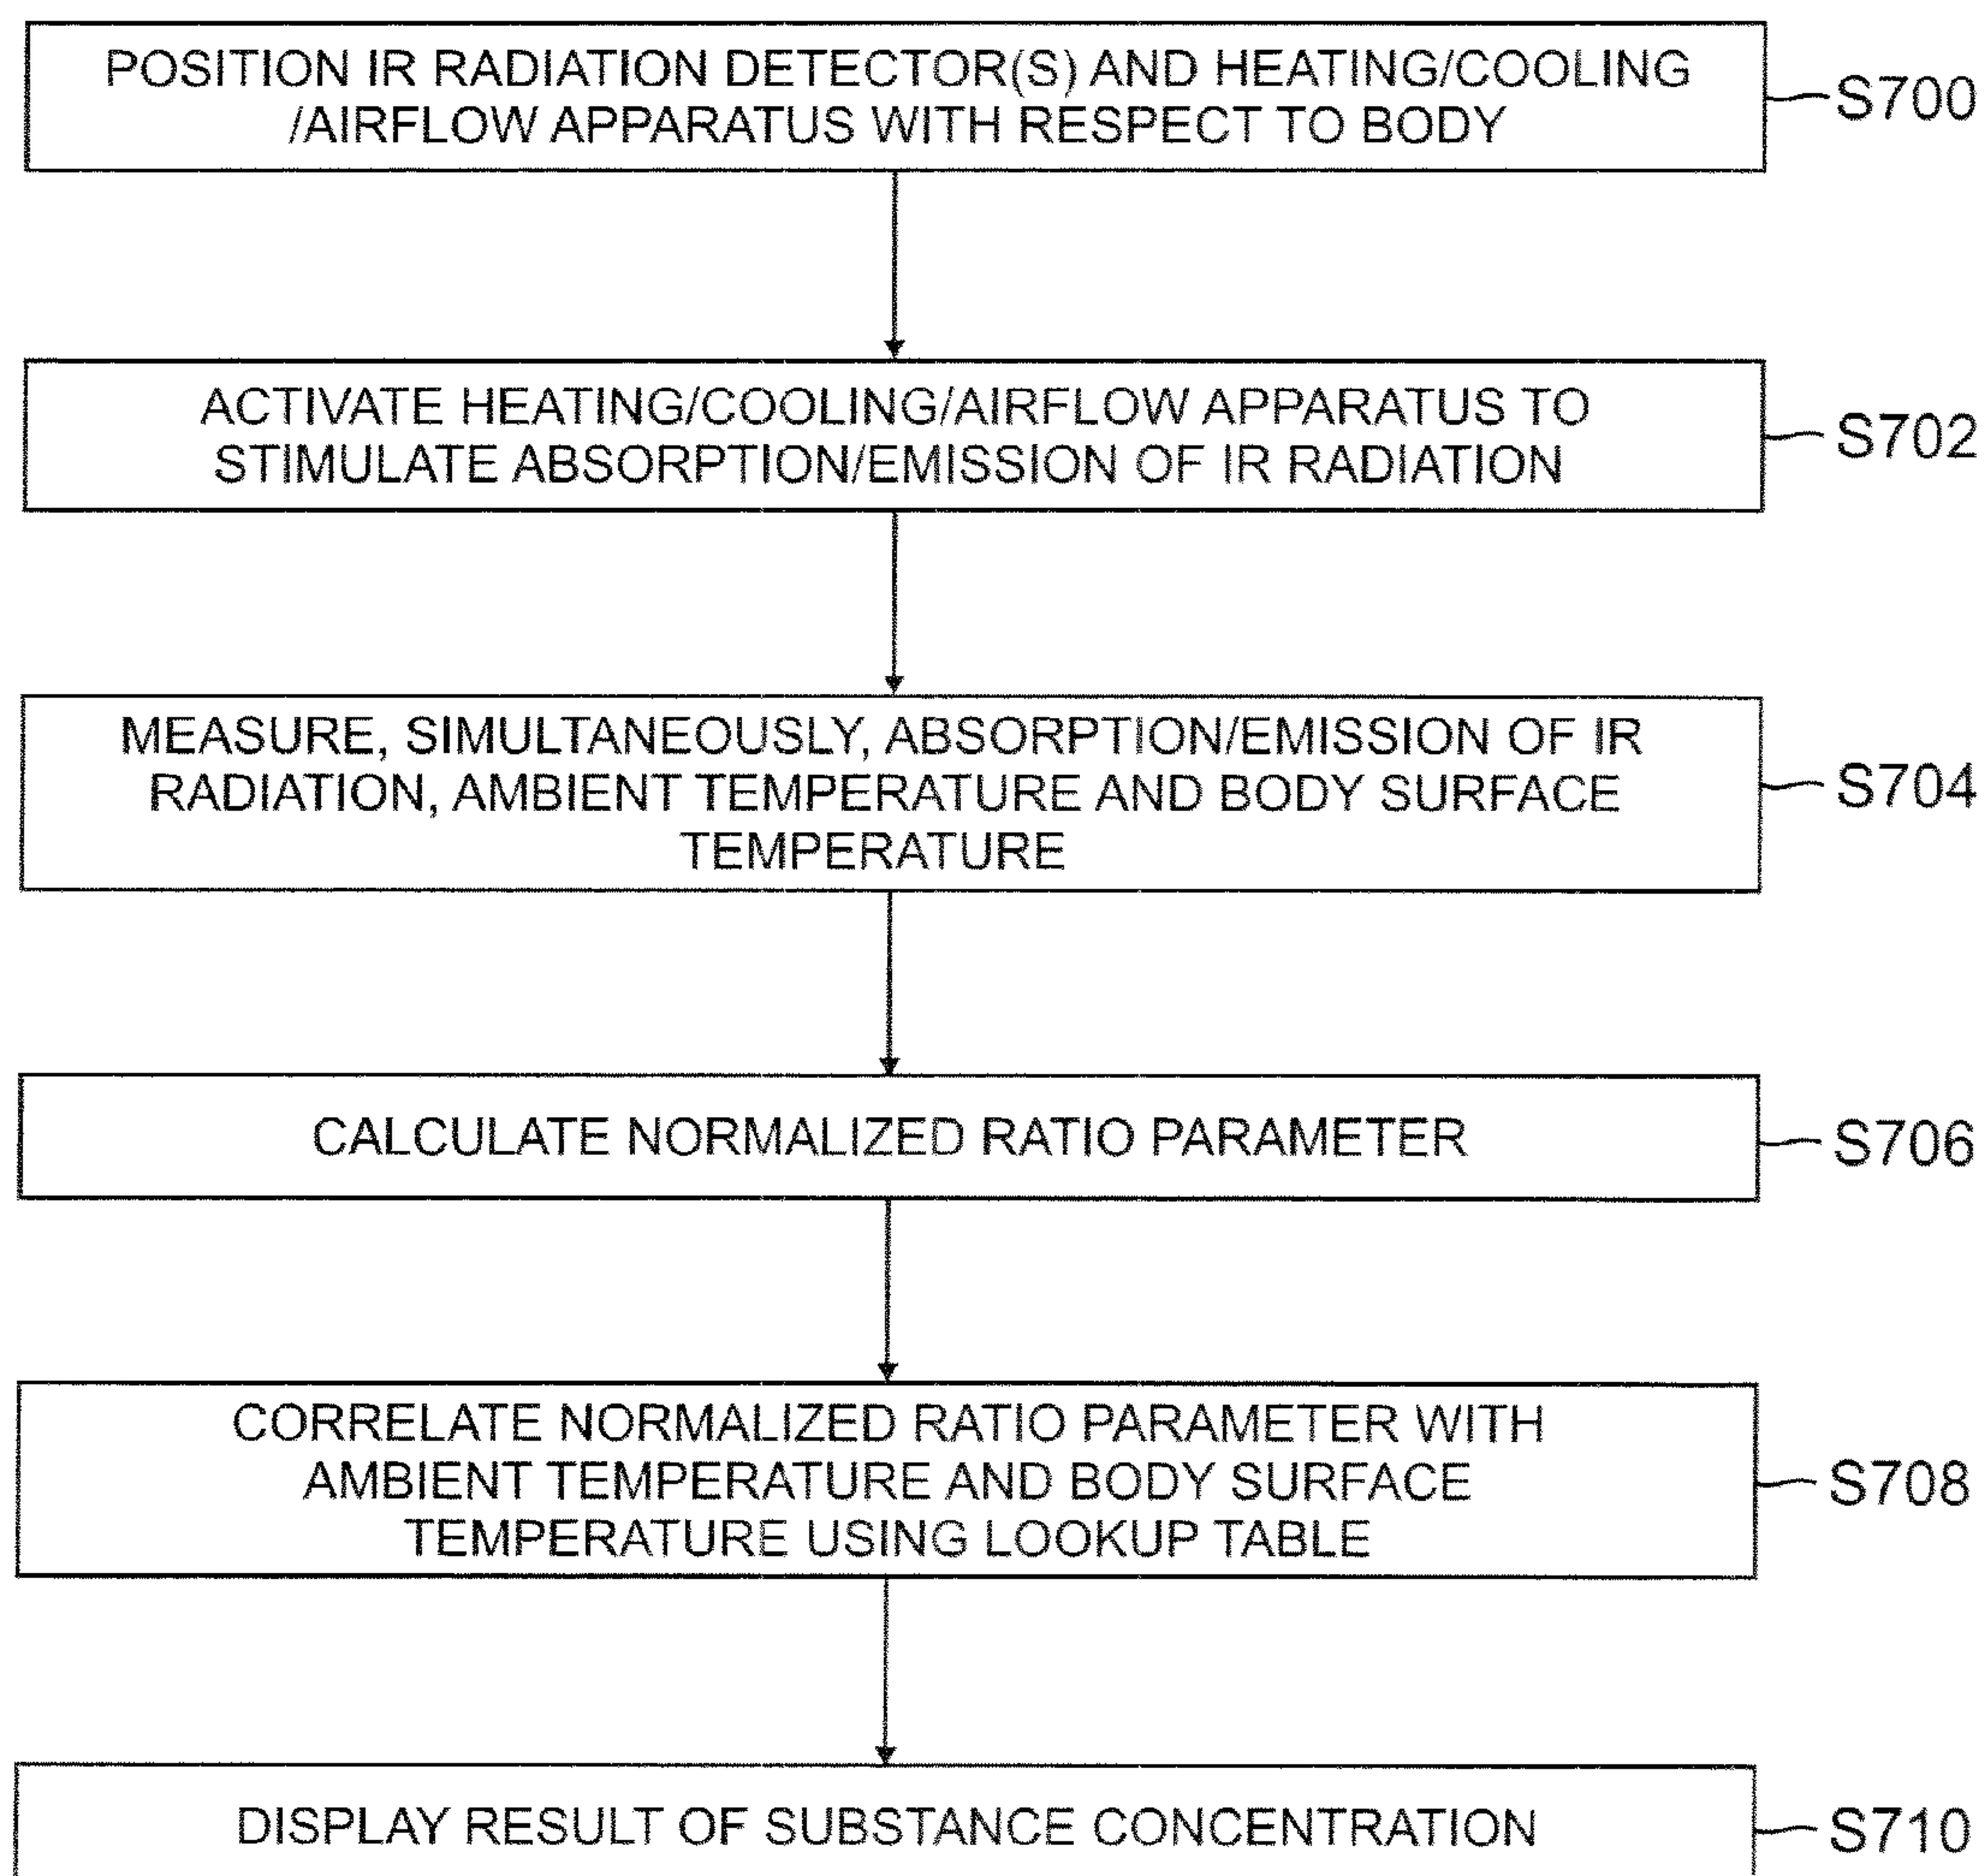 POSITION IR RADIATION DETECTOR(S) AND HEATING/COOLING
/AIRFLOW APPARATUS WITH RESPECT TO BODY
S700
ACTIVATE HEATING/COOLING/AIRFLOW APPARATUS TO
STIMULATE ABSORPTION/EMISSION OF IR RADIATION
S702
MEASURE, SIMULTANEOUSLY, ABSORPTION/EMISSION OF IR
RADIATION, AMBIENT TEMPERATURE AND BODY SURFACE
TEMPERATURE
S704
CALCULATE NORMALIZED RATIO PARAMETER
S706
CORRELATE NORMALIZED RATIO PARAMETER WITH
AMBIENT TEMPERATURE AND BODY SURFACE
TEMPERATURE USING LOOKUP TABLE
S708
DISPLAY RESULT OF SUBSTANCE CONCENTRATION
S710